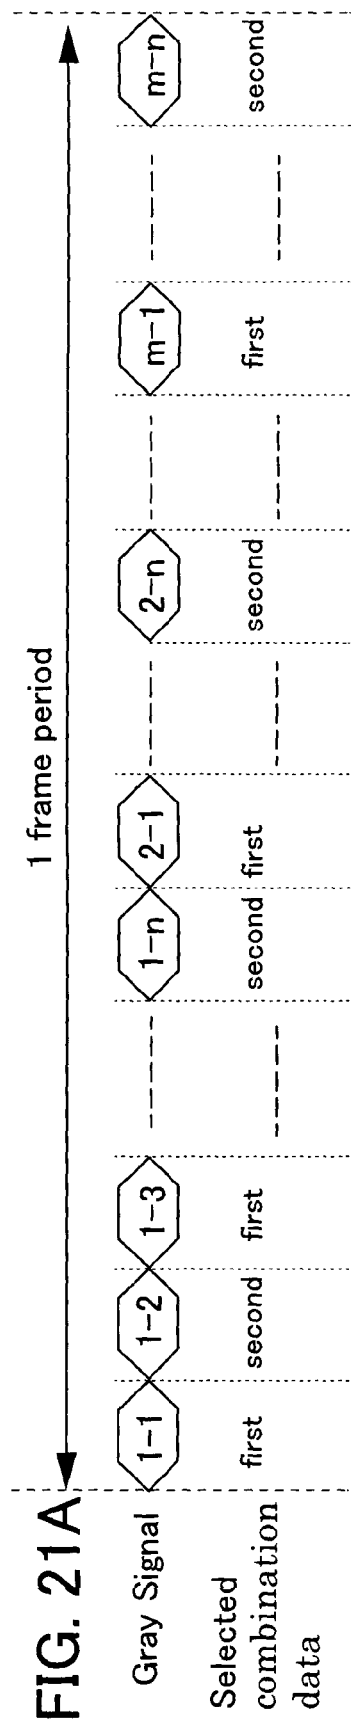 FIG. 21A
1 frame period
Gray Signal
1-1
1-2
1-3
1-n
2-1
2-n
m-1
m-n
Selected
combination
data
first
second
first
second
first
second
first
second